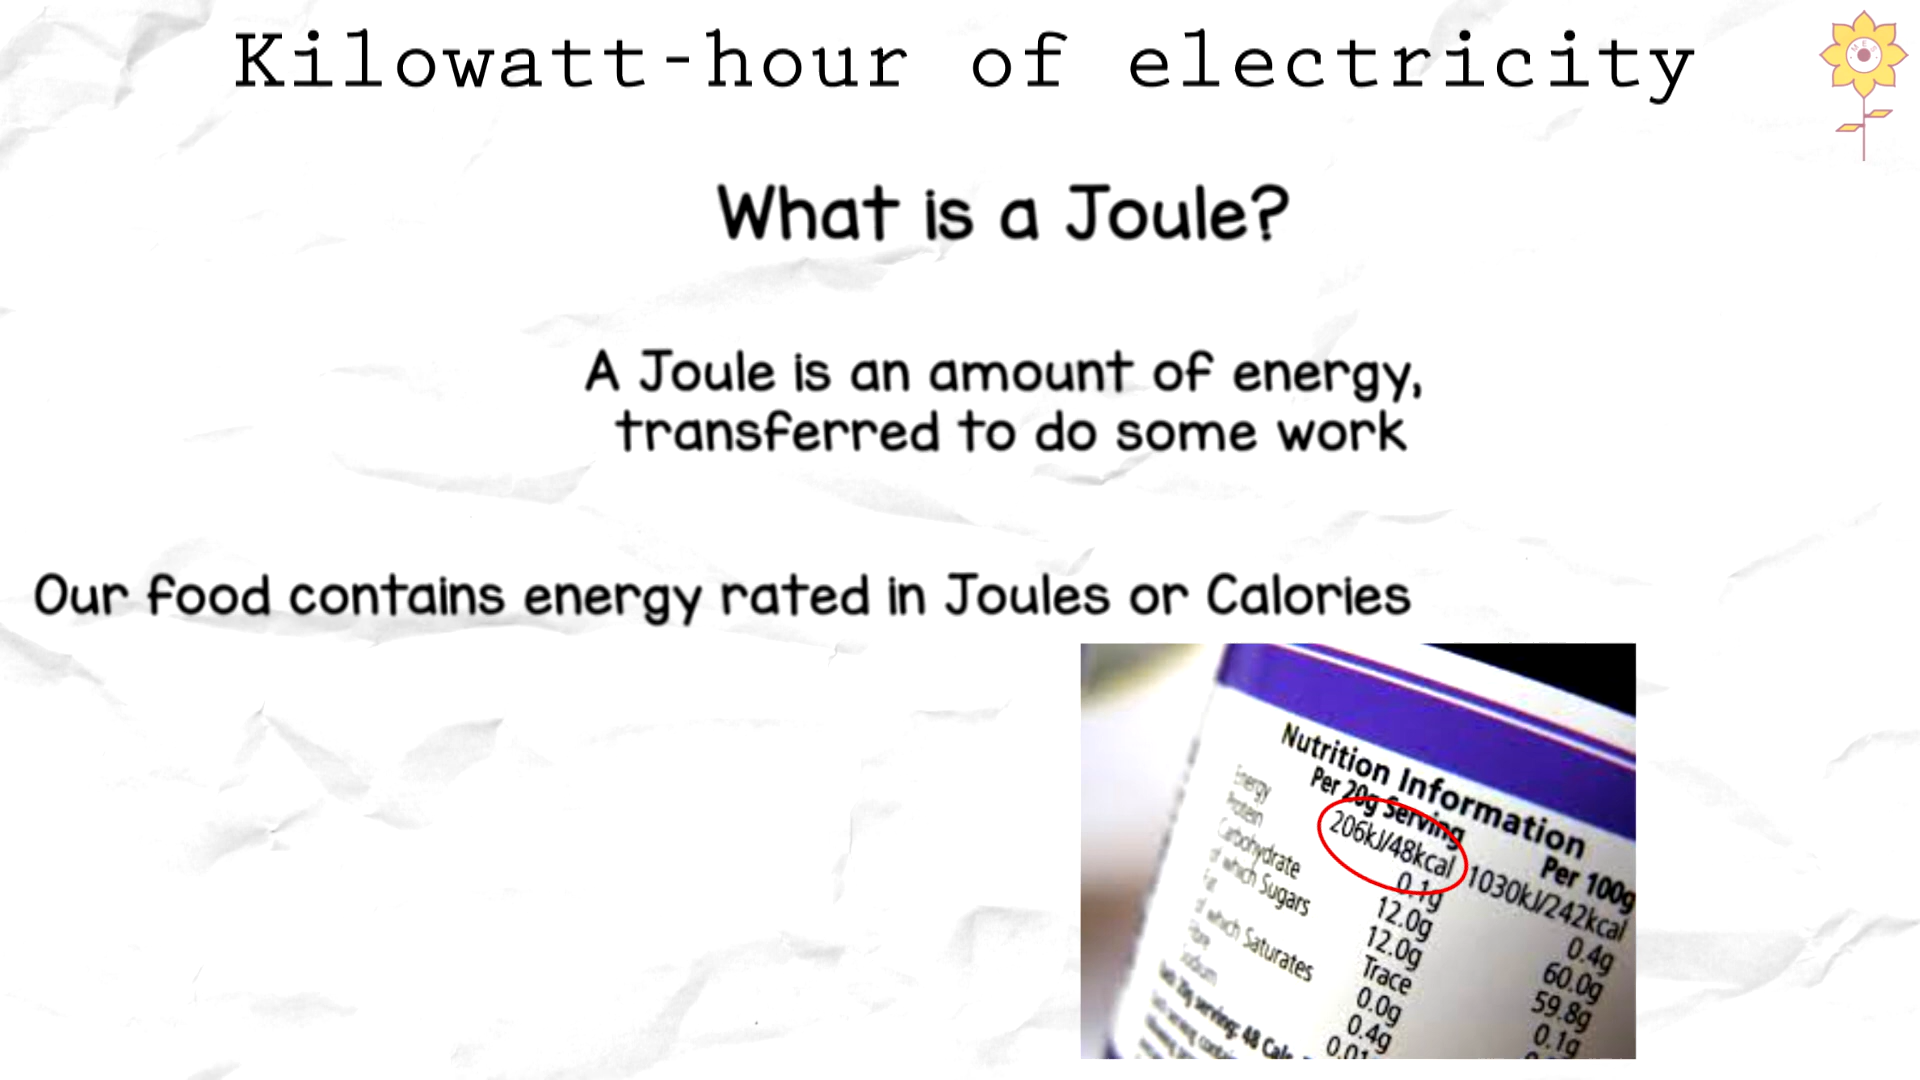 Kilowatt-hour of electricity
What is a Joule?
A Joule is an amount of energy,
transferred to do some work
Our food contains energy rated in Joules or Calories
Nutrition Information
Per 20g Serving
Per 100g
Energy 206kJ/48kcal 1030kJ/242kcal
Protein 0.1g 0.4g
Carbohydrate 12.0g 60.0g
of which Sugars 12.0g 59.8g
Fat Trace 0.1g
of which Saturates 0.0g
Fibre 0.4g
Sodium
48